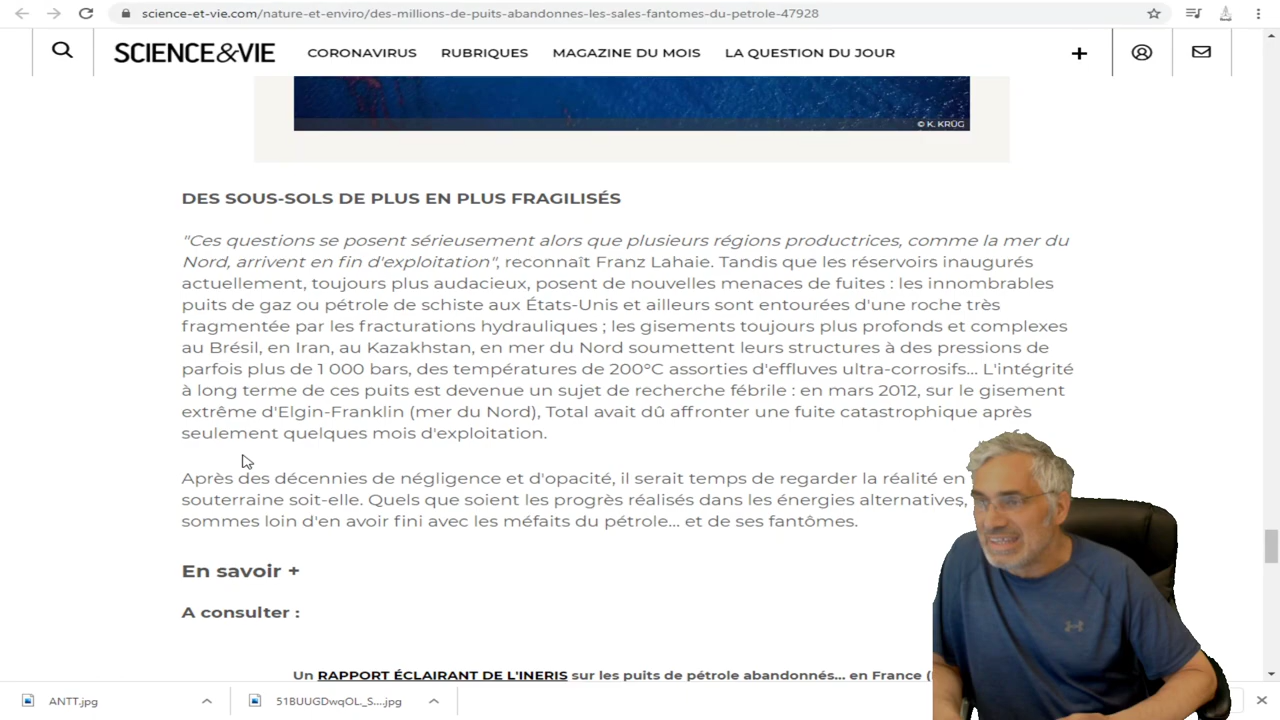 science-et-vie.com/nature-et-enviro/des-millions-de-puits-abandonnes-les-sales-fantomes-du-petrole-47928
SCIENCE&VIE CORONAVIRUS RUBRIQUES MAGAZINE DU MOIS LA QUESTION DU JOUR +
© K. KRÜG
DES SOUS-SOLS DE PLUS EN PLUS FRAGILISÉS
"Ces questions se posent sérieusement alors que plusieurs régions productrices, comme la mer du
Nord, arrivent en fin d'exploitation", reconnaît Franz Lahaie. Tandis que les réservoirs inaugurés
actuellement, toujours plus audacieux, posent de nouvelles menaces de fuites : les innombrables
puits de gaz ou pétrole de schiste aux États-Unis et ailleurs sont entourées d'une roche très
fragmentée par les fracturations hydrauliques ; les gisements toujours plus profonds et complexes
au Brésil, en Iran, au Kazakhstan, en mer du Nord soumettent leurs structures à des pressions de
parfois plus de 1 000 bars, des températures de 200°C assorties d'effluves ultra-corrosifs... L'intégrité
à long terme de ces puits est devenue un sujet de recherche fébrile : en mars 2012, sur le gisement
extrême d'Elgin-Franklin (mer du Nord), Total avait dû affronter une fuite catastrophique après
seulement quelques mois d'exploitation.
Après des décennies de négligence et d'opacité, il serait temps de regarder la réalité en
souterraine soit-elle. Quels que soient les progrès réalisés dans les énergies alternatives,
sommes loin d'en avoir fini avec les méfaits du pétrole... et de ses fantômes.
En savoir +
A consulter :
Un RAPPORT ÉCLAIRANT DE L'INERIS sur les puits de pétrole abandonnés... en France
ANTT.jpg 51BUUGDwqOL._S....jpg